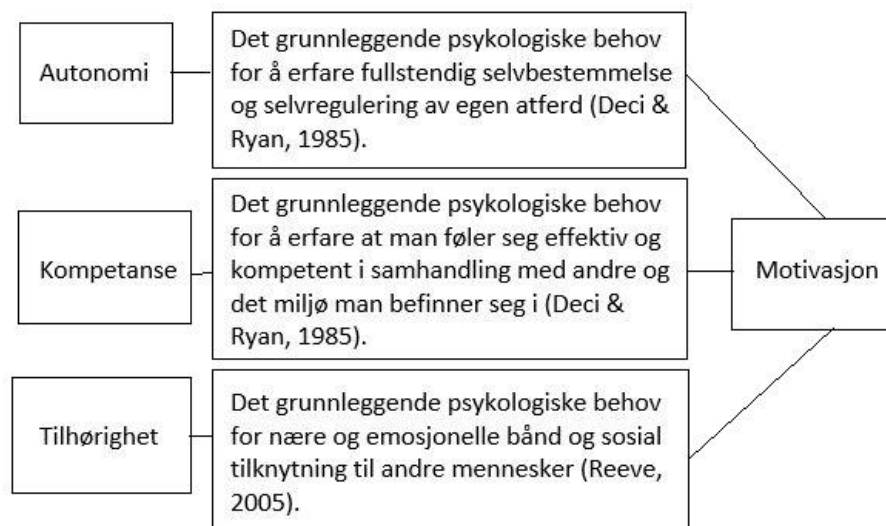 Autonomi
Det grunnleggende psykologiske behov
for å erfare fullstendig selvbestemmelse
og selvregulering av egen atferd (Deci &
Ryan, 1985).
Kompetanse
Det grunnleggende psykologiske behov
for å erfare at man føler seg effektiv og
kompetent i samhandling med andre og
det miljø man befinner seg i (Deci &
Ryan, 1985).
Tilhørighet
Det grunnleggende psykologiske behov
for nære og emosjonelle bånd og sosial
tilknytning til andre mennesker (Reeve,
2005).
Motivasjon